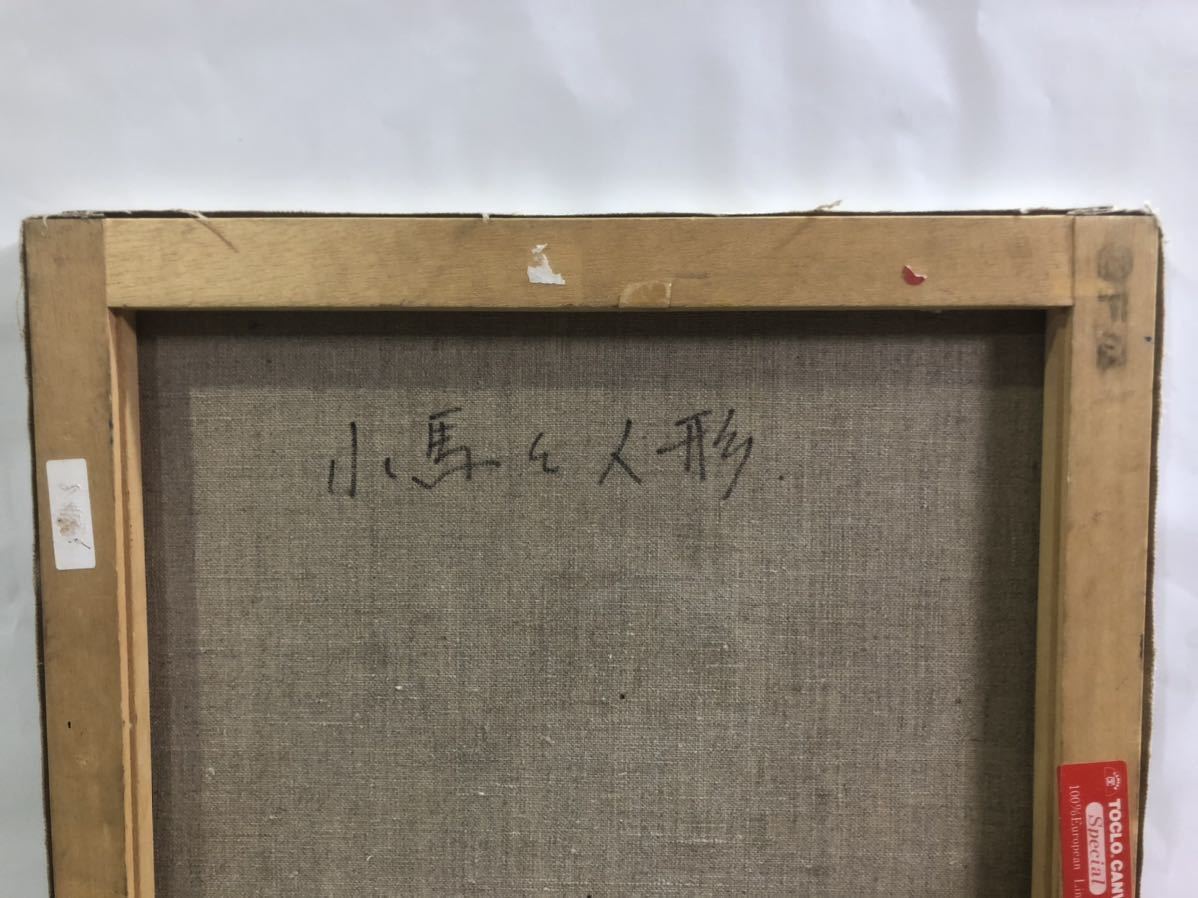 小馬と人形.
TOCLO. CANV
Special
100% European Lin